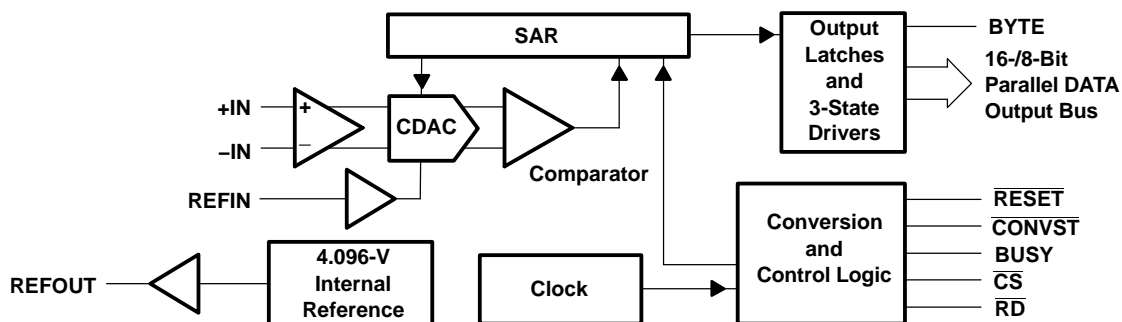 SAR
Output
Latches
and
3-State
Drivers
BYTE
16-/8-Bit
Parallel DATA
Output Bus
+IN
−IN
+
−
CDAC
Comparator
REFIN
REFOUT
4.096-V
Internal
Reference
Clock
Conversion
and
Control Logic
RESET
CONVST
BUSY
CS
RD